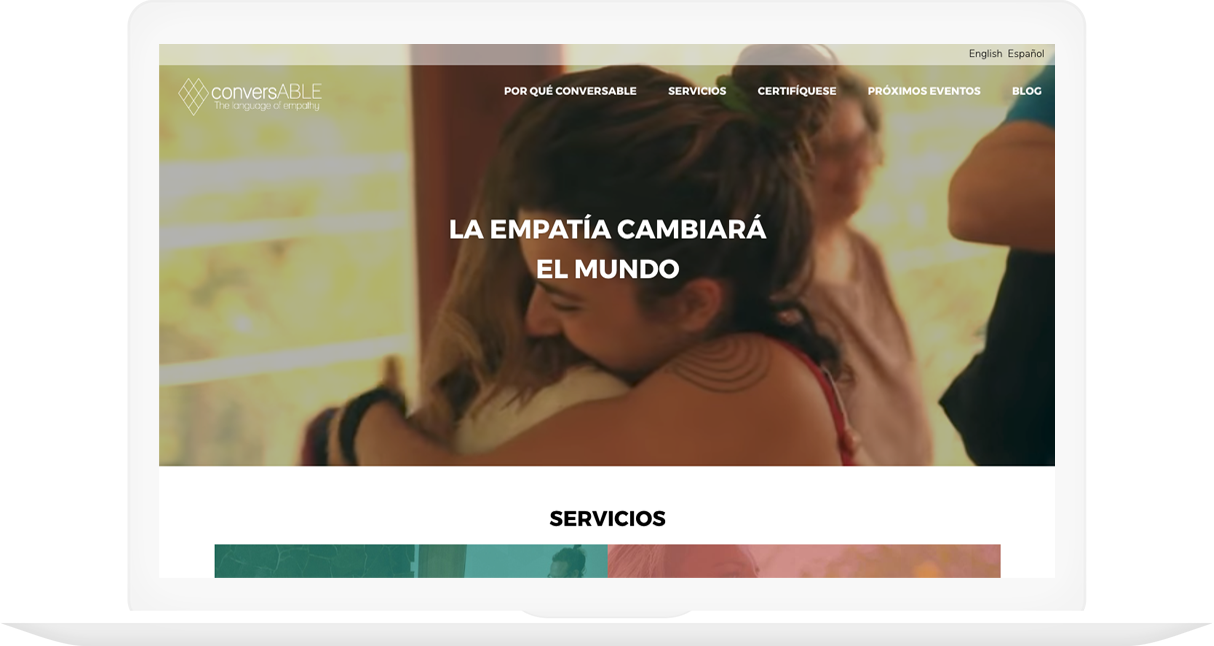 English Español
conversABLE
The language of empathy
POR QUÉ CONVERSABLE SERVICIOS CERTIFÍQUESE PRÓXIMOS EVENTOS BLOG
LA EMPATÍA CAMBIARÁ
EL MUNDO
SERVICIOS